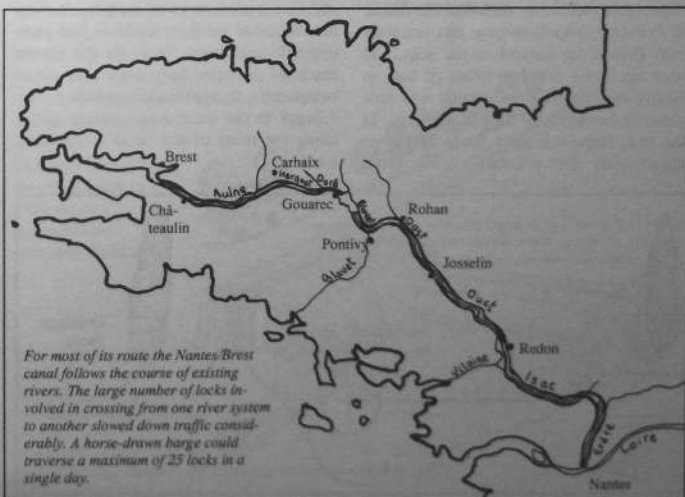 Brest
Châ-
teaulin
Aulne
Carhaix
Kergoat
Doré
Gouarec
Blavet
Pontivy
Blavet
Rohan
Oust
Josselin
Oust
Redon
Vilaine
Isac
Erdre
Loire
Nantes
For most of its route the Nantes/Brest
canal follows the course of existing
rivers. The large number of locks in-
volved in crossing from one river system
to another slowed down traffic consid-
erably. A horse-drawn barge could
traverse a maximum of 25 locks in a
single day.